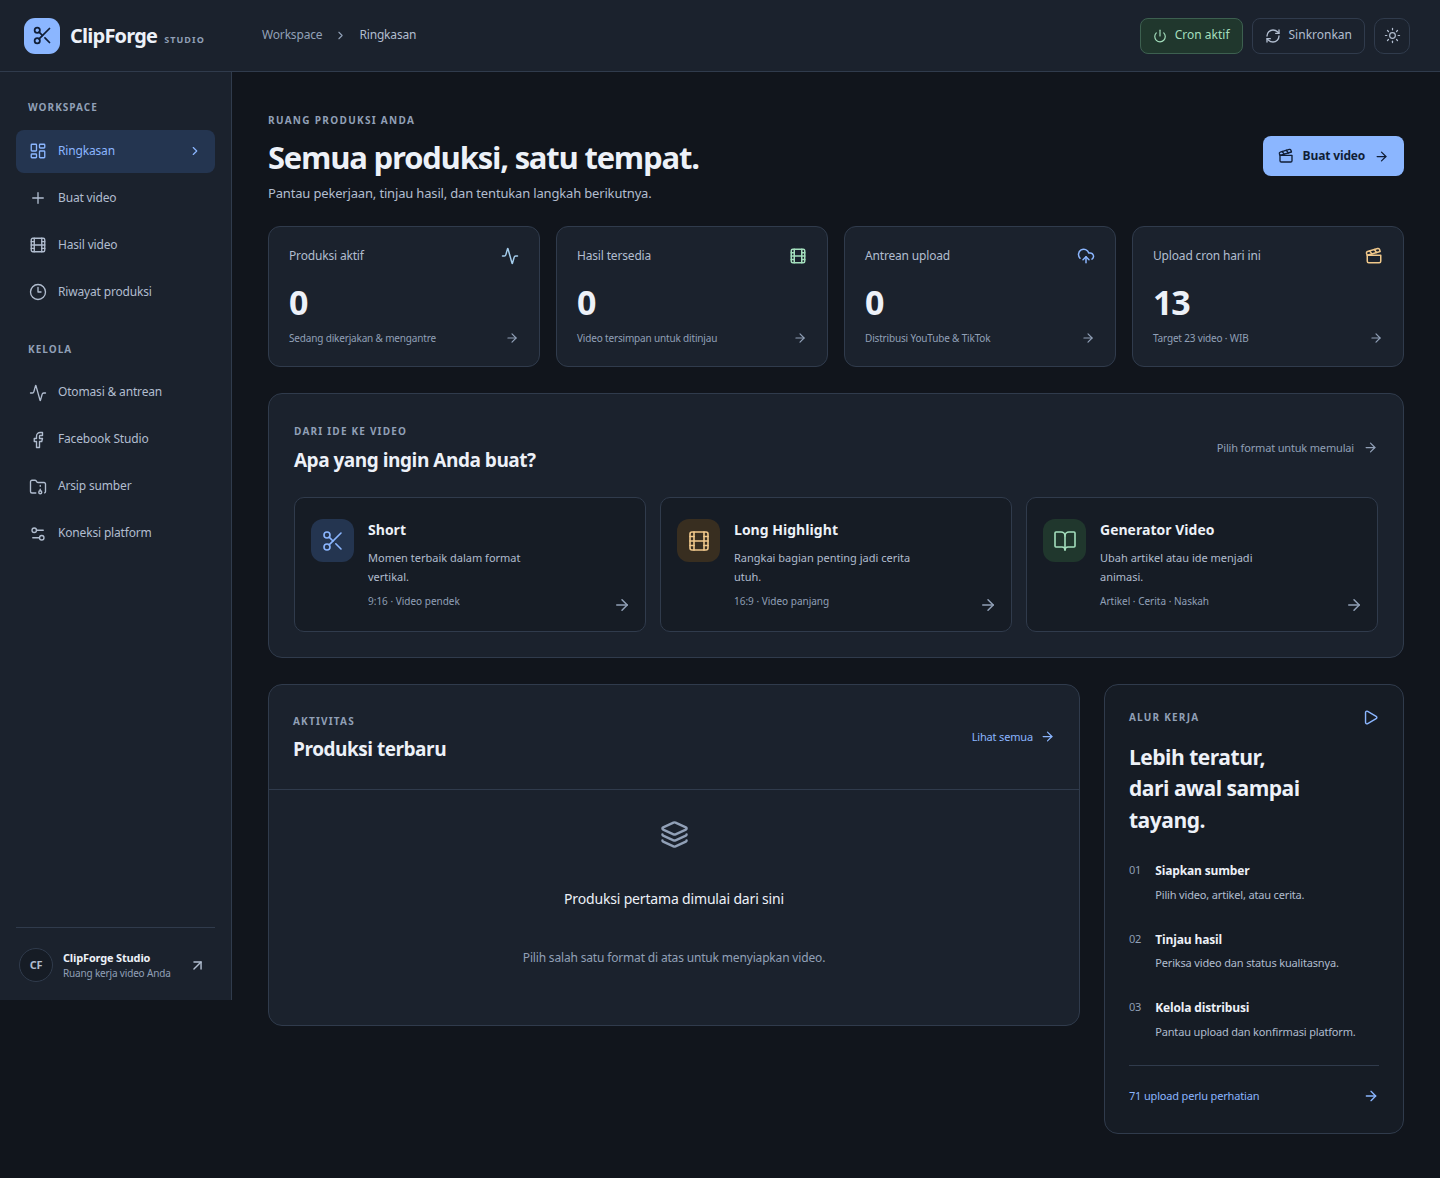 ClipForge STUDIO
Workspace
Ringkasan
Cron aktif
Sinkronkan
WORKSPACE
Ringkasan
Buat video
Hasil video
Riwayat produksi
KELOLA
Otomasi & antrean
Facebook Studio
Arsip sumber
Koneksi platform
CF
ClipForge Studio
Ruang kerja video Anda
RUANG PRODUKSI ANDA
Semua produksi, satu tempat.
Pantau pekerjaan, tinjau hasil, dan tentukan langkah berikutnya.
Buat video
Produksi aktif
0
Sedang dikerjakan & mengantre
Hasil tersedia
0
Video tersimpan untuk ditinjau
Antrean upload
0
Distribusi YouTube & TikTok
Upload cron hari ini
13
Target 23 video · WIB
DARI IDE KE VIDEO
Apa yang ingin Anda buat?
Pilih format untuk memulai
Short
Momen terbaik dalam format
vertikal.
9:16 · Video pendek
Long Highlight
Rangkai bagian penting jadi cerita
utuh.
16:9 · Video panjang
Generator Video
Ubah artikel atau ide menjadi
animasi.
Artikel · Cerita · Naskah
AKTIVITAS
Produksi terbaru
Lihat semua
Produksi pertama dimulai dari sini
Pilih salah satu format di atas untuk menyiapkan video.
ALUR KERJA
Lebih teratur,
dari awal sampai
tayang.
01 Siapkan sumber
Pilih video, artikel, atau cerita.
02 Tinjau hasil
Periksa video dan status kualitasnya.
03 Kelola distribusi
Pantau upload dan konfirmasi platform.
71 upload perlu perhatian